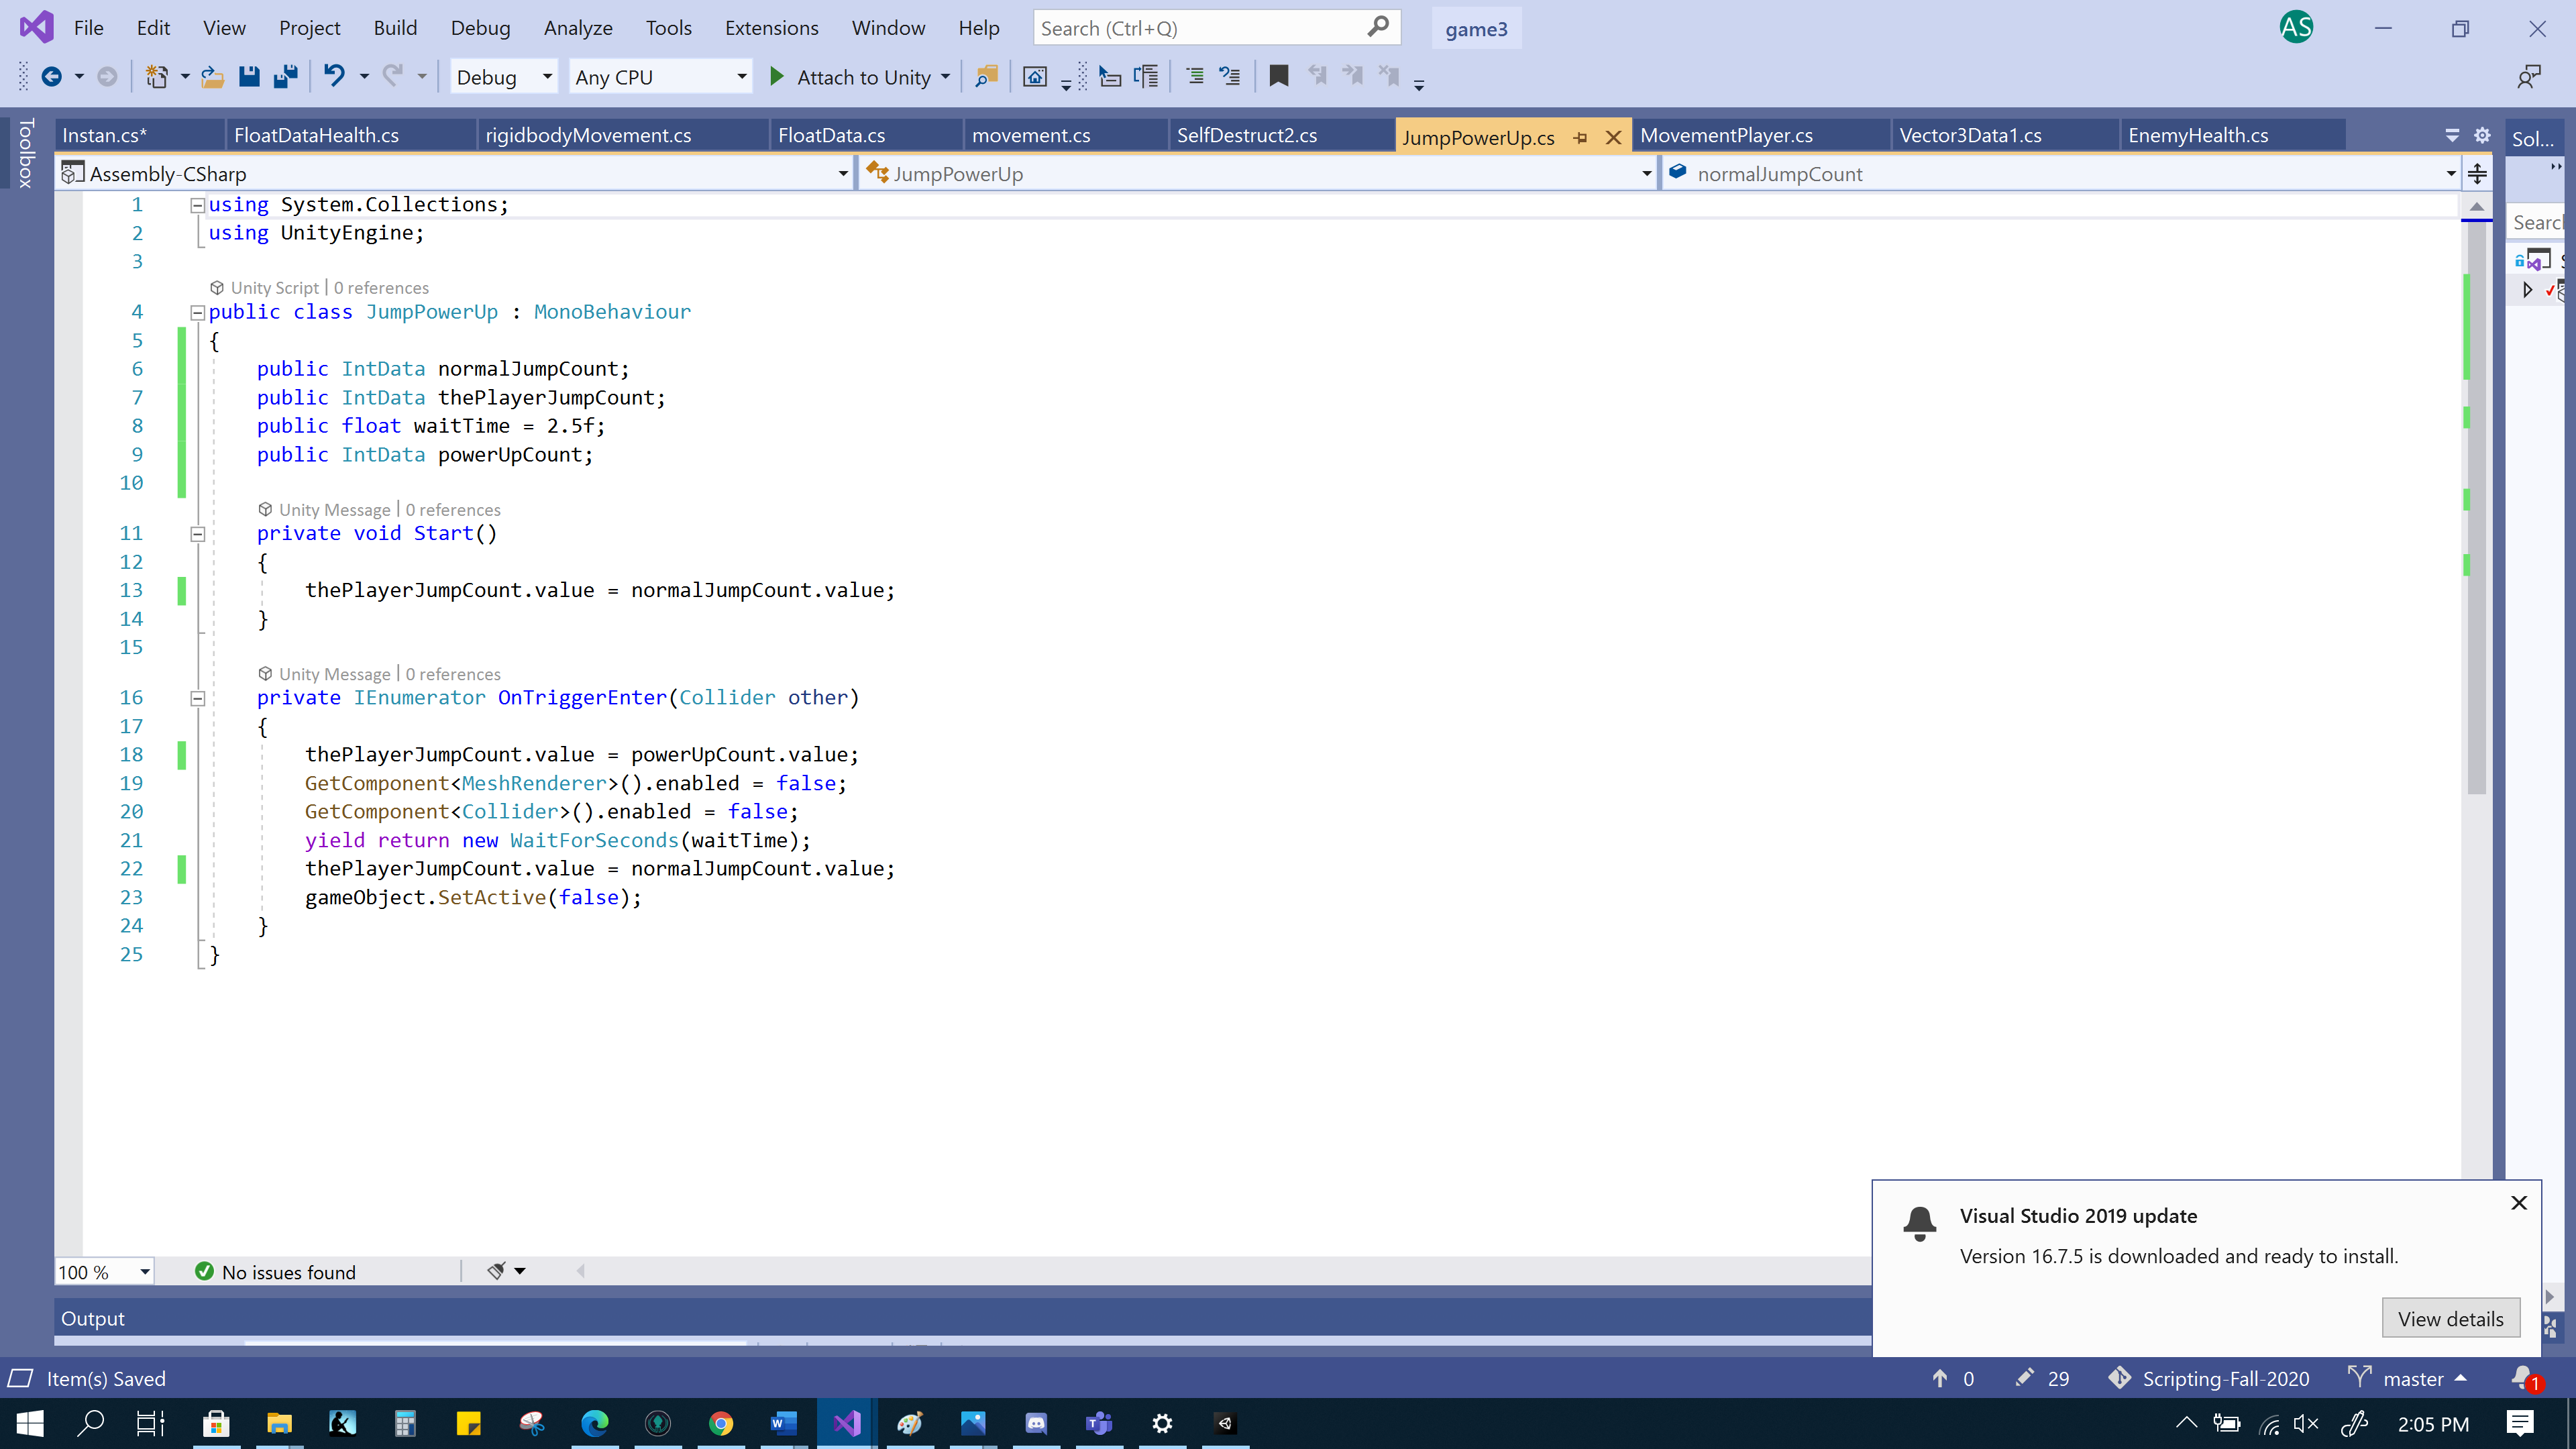 File Edit View Project Build Debug Analyze Tools Extensions Window Help Search (Ctrl+Q) game3 AS
Debug Any CPU Attach to Unity
Toolbox
Instan.cs* FloatDataHealth.cs rigidbodyMovement.cs FloatData.cs movement.cs SelfDestruct2.cs JumpPowerUp.cs MovementPlayer.cs Vector3Data1.cs EnemyHealth.cs Sol...
Assembly-CSharp JumpPowerUp normalJumpCount
1 using System.Collections;
2 using UnityEngine;
3
Unity Script | 0 references
4 public class JumpPowerUp : MonoBehaviour
5 {
6 public IntData normalJumpCount;
7 public IntData thePlayerJumpCount;
8 public float waitTime = 2.5f;
9 public IntData powerUpCount;
10
Unity Message | 0 references
11 private void Start()
12 {
13 thePlayerJumpCount.value = normalJumpCount.value;
14 }
15
Unity Message | 0 references
16 private IEnumerator OnTriggerEnter(Collider other)
17 {
18 thePlayerJumpCount.value = powerUpCount.value;
19 GetComponent<MeshRenderer>().enabled = false;
20 GetComponent<Collider>().enabled = false;
21 yield return new WaitForSeconds(waitTime);
22 thePlayerJumpCount.value = normalJumpCount.value;
23 gameObject.SetActive(false);
24 }
25 }
100 % No issues found
Output
Visual Studio 2019 update
Version 16.7.5 is downloaded and ready to install.
View details
Item(s) Saved 0 29 Scripting-Fall-2020 master 1
2:05 PM